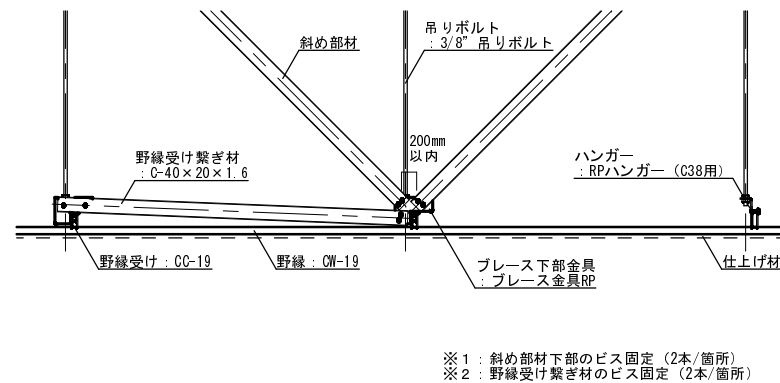 吊りボルト
：3/8”吊りボルト
斜め部材
200mm
以内
野縁受け繋ぎ材
：C-40×20×1.6
ハンガー
：RPハンガー（C38用）
野縁受け：CC-19
野縁：CW-19
ブレース下部金具
：ブレース金具RP
仕上げ材
※１：斜め部材下部のビス固定（2本/箇所）
※２：野縁受け繋ぎ材のビス固定（2本/箇所）